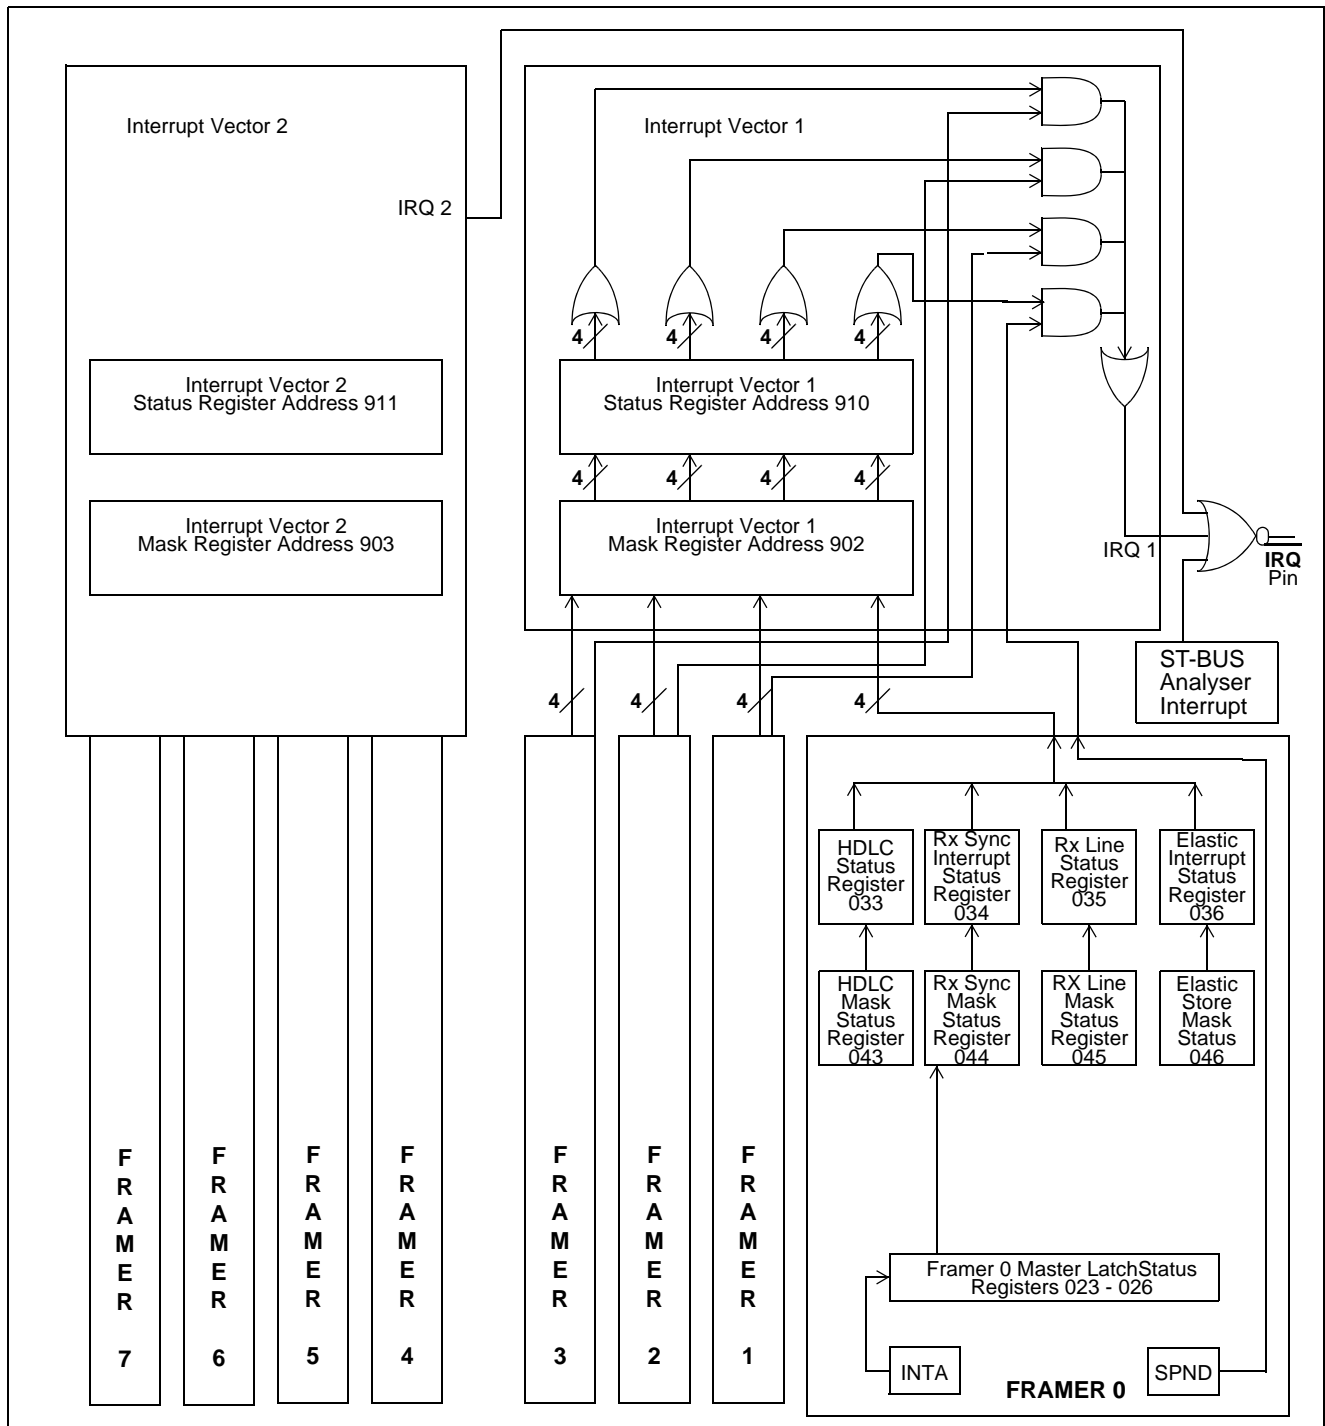 Interrupt Vector 2
IRQ 2
Interrupt Vector 2
Status Register Address 911
Interrupt Vector 2
Mask Register Address 903
Interrupt Vector 1
4
4
4
4
Interrupt Vector 1
Status Register Address 910
4
4
4
4
Interrupt Vector 1
Mask Register Address 902
IRQ 1
IRQ
Pin
4
4
4
4
ST-BUS
Analyser
Interrupt
HDLC
Status
Register
033
Rx Sync
Interrupt
Status
Register
034
Rx Line
Status
Register
035
Elastic
Interrupt
Status
Register
036
HDLC
Mask
Status
Register
043
Rx Sync
Mask
Status
Register
044
RX Line
Mask
Status
Register
045
Elastic
Store
Mask
Status
046
Framer 0 Master LatchStatus
Registers 023 - 026
INTA
SPND
FRAMER 0
FRAMER 7
FRAMER 6
FRAMER 5
FRAMER 4
FRAMER 3
FRAMER 2
FRAMER 1